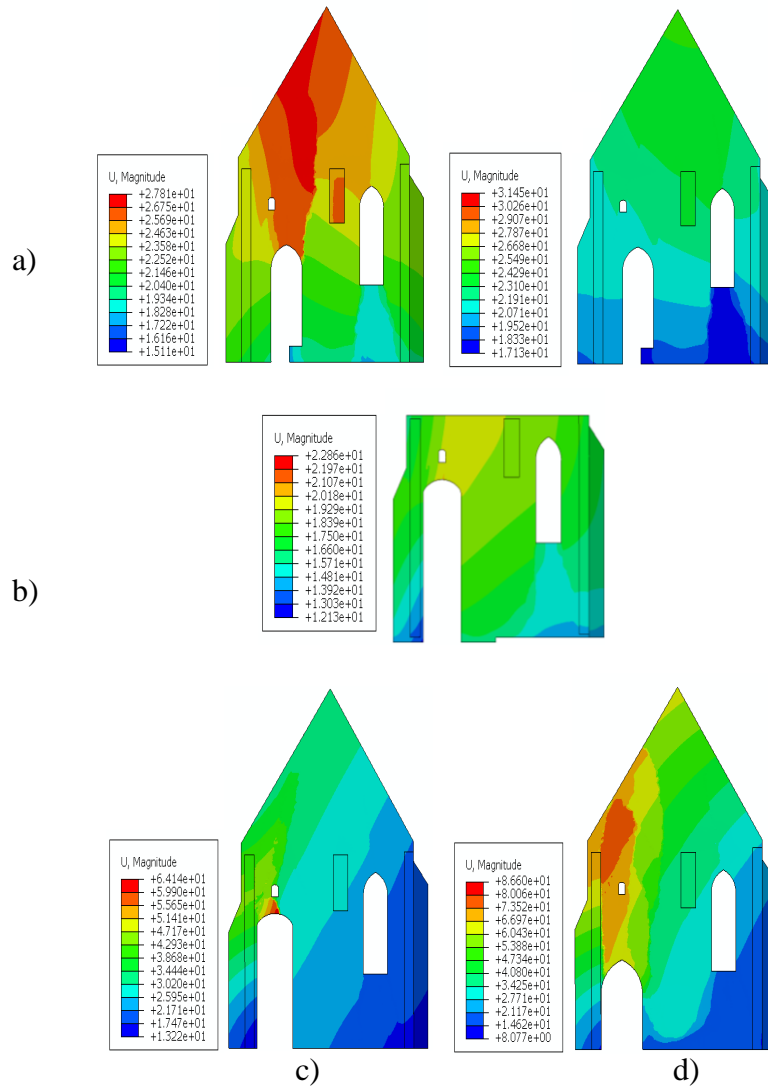 U, Magnitude
+2.781e+01
+2.675e+01
+2.569e+01
+2.463e+01
+2.358e+01
+2.252e+01
+2.146e+01
+2.040e+01
+1.934e+01
+1.828e+01
+1.722e+01
+1.616e+01
+1.511e+01
U, Magnitude
+3.145e+01
+3.026e+01
+2.907e+01
+2.787e+01
+2.668e+01
+2.549e+01
+2.429e+01
+2.310e+01
+2.191e+01
+2.071e+01
+1.952e+01
+1.833e+01
+1.713e+01
a)
U, Magnitude
+2.286e+01
+2.197e+01
+2.107e+01
+2.018e+01
+1.929e+01
+1.839e+01
+1.750e+01
+1.660e+01
+1.571e+01
+1.481e+01
+1.392e+01
+1.303e+01
+1.213e+01
b)
U, Magnitude
+6.414e+01
+5.990e+01
+5.565e+01
+5.141e+01
+4.717e+01
+4.293e+01
+3.868e+01
+3.444e+01
+3.020e+01
+2.595e+01
+2.171e+01
+1.747e+01
+1.322e+01
U, Magnitude
+8.660e+01
+8.006e+01
+7.352e+01
+6.697e+01
+6.043e+01
+5.388e+01
+4.734e+01
+4.080e+01
+3.425e+01
+2.771e+01
+2.117e+01
+1.462e+01
+8.077e+00
c)
d)